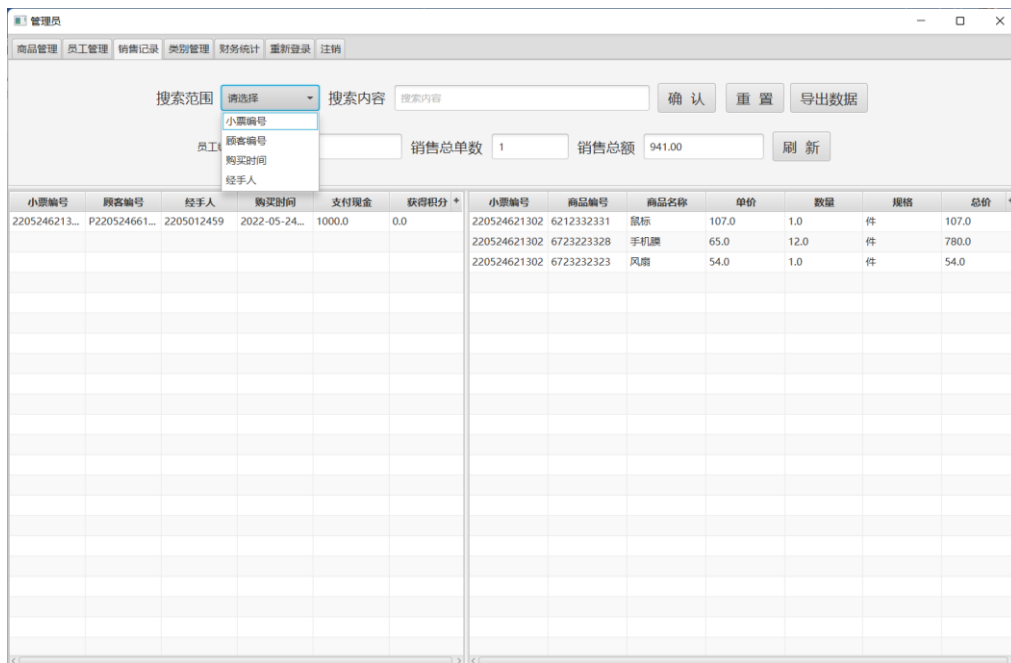 管理员
商品管理 员工管理 销售记录 类别管理 财务统计 重新登录 注销
搜索范围 请选择 搜索内容 搜索内容 确 认 重 置 导出数据
小票编号
顾客编号
购买时间
经手人
员工 销售总单数 1 销售总额 941.00 刷 新
小票编号 顾客编号 经手人 购买时间 支付现金 获得积分 + 小票编号 商品编号 商品名称 单价 数量 规格 总价
2205246213... P220524661... 2205012459 2022-05-24... 1000.0 0.0 220524621302 6212332331 鼠标 107.0 1.0 件 107.0
220524621302 6723223328 手机膜 65.0 12.0 件 780.0
220524621302 6723232323 风扇 54.0 1.0 件 54.0